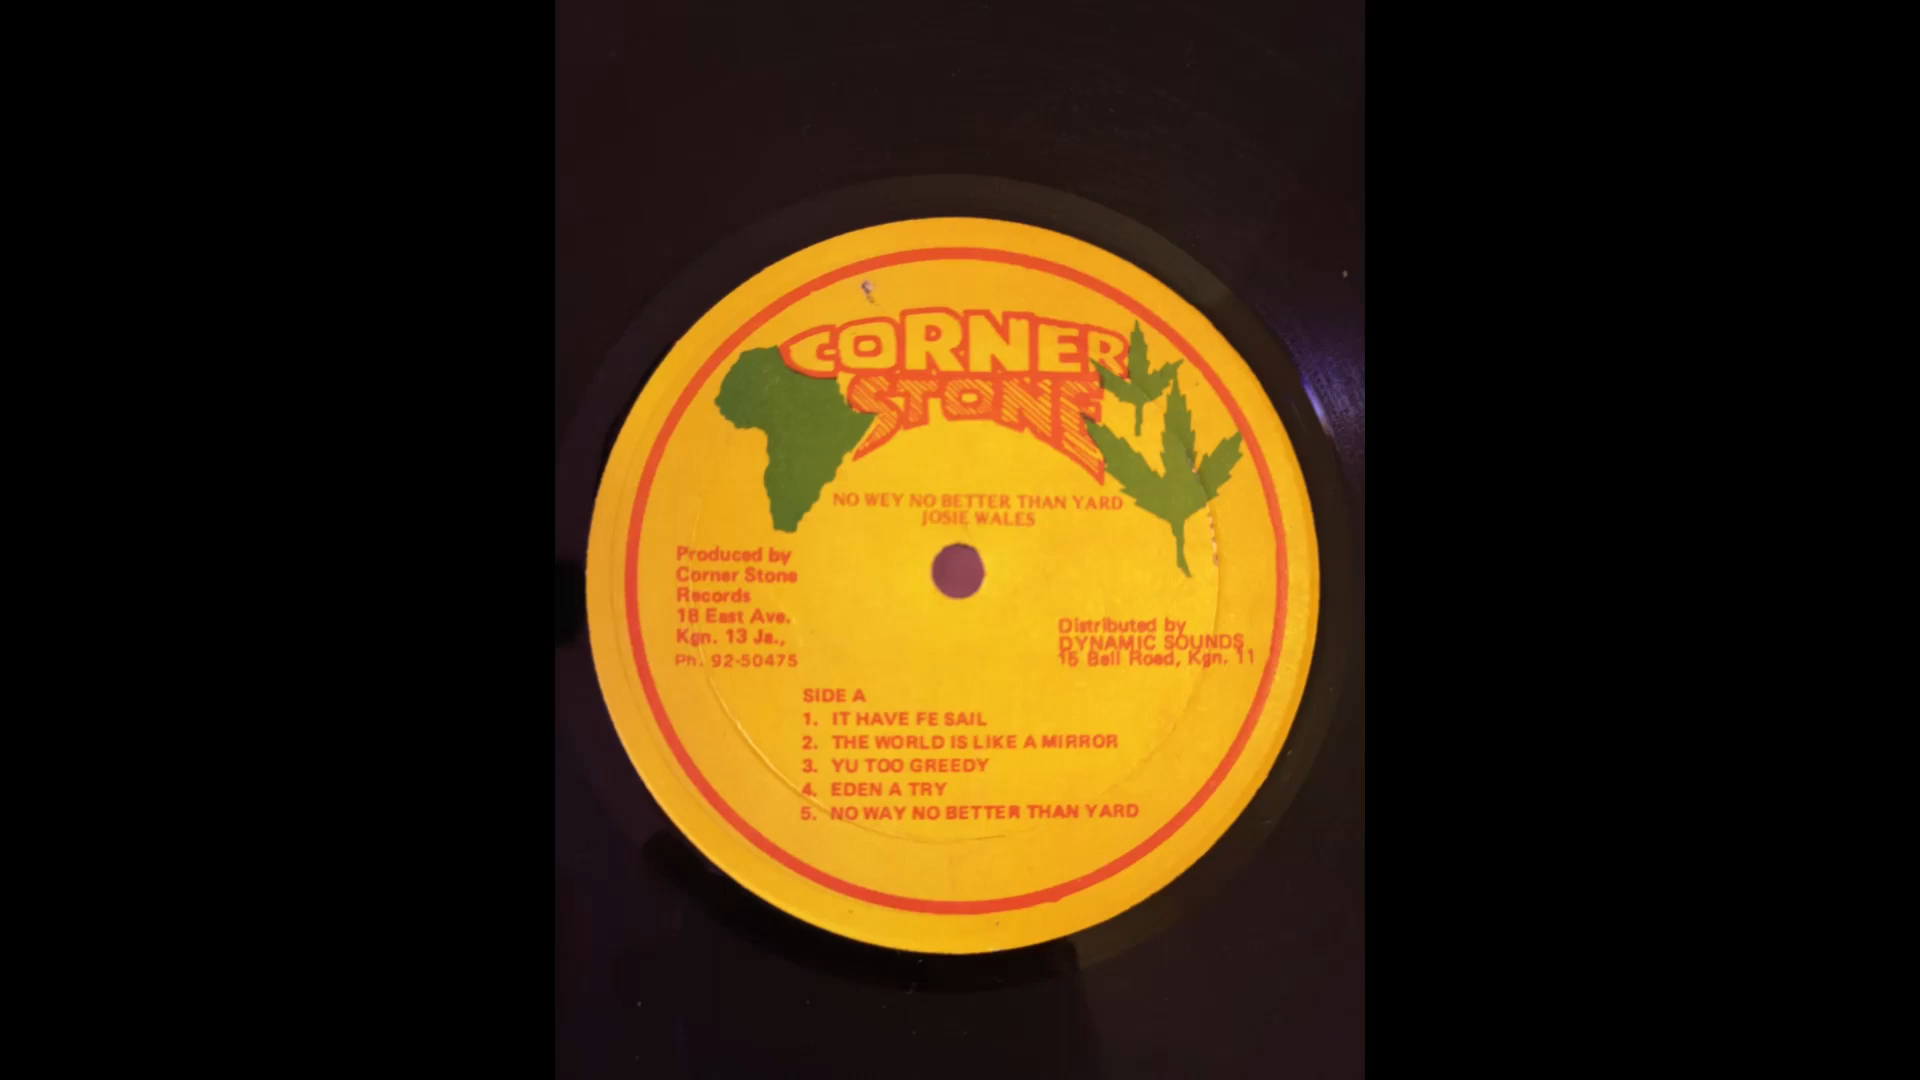 CORNER
STONE
NO WEY NO BETTER THAN YARD
JOSIE WALES
Produced by
Corner Stone
Records
18 East Ave.
Kgn. 13 Ja.,
Ph. 92-50475
Distributed by
DYNAMIC SOUNDS
15 Bell Road, Kgn. 11
SIDE A
1. IT HAVE FE SAIL
2. THE WORLD IS LIKE A MIRROR
3. YU TOO GREEDY
4. EDEN A TRY
5. NO WAY NO BETTER THAN YARD